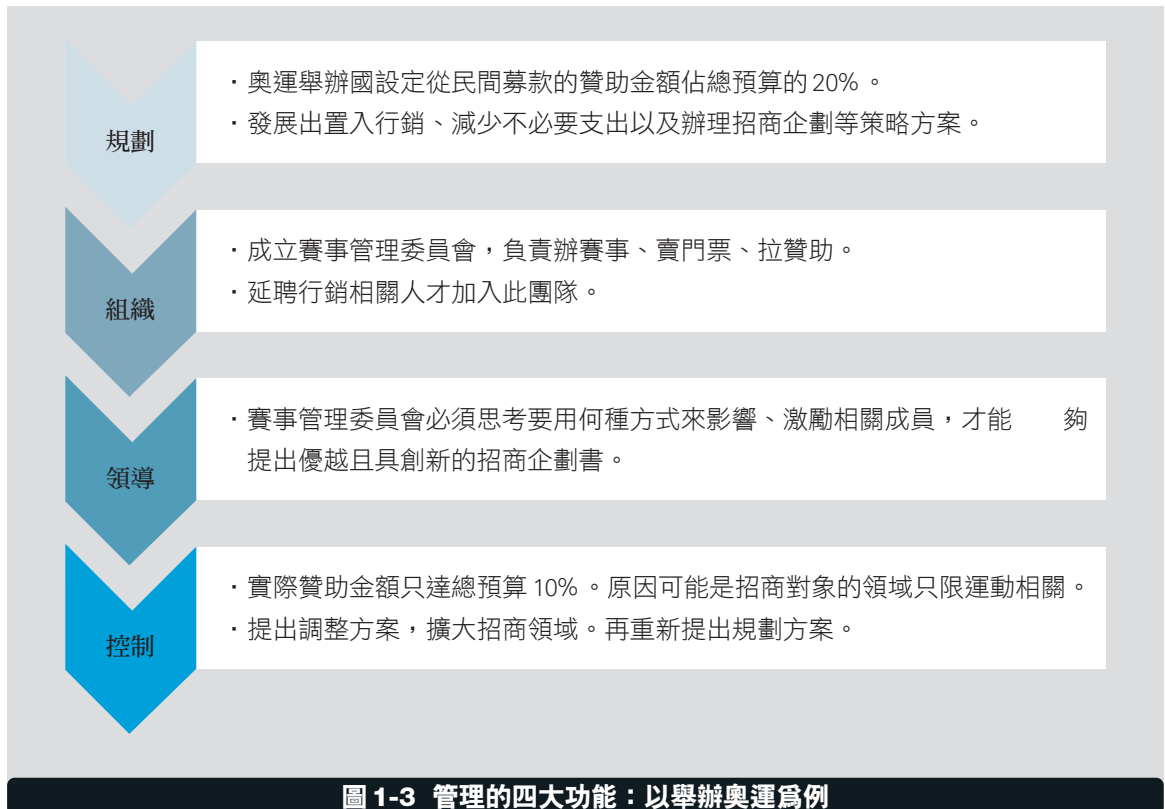 規劃
・奧運舉辦國設定從民間募款的贊助金額佔總預算的 20%。
・發展出置入行銷、減少不必要支出以及辦理招商企劃等策略方案。
組織
・成立賽事管理委員會，負責辦賽事、賣門票、拉贊助。
・延聘行銷相關人才加入此團隊。
領導
・賽事管理委員會必須思考要用何種方式來影響、激勵相關成員，才能　　夠
提出優越且具創新的招商企劃書。
控制
・實際贊助金額只達總預算 10%。原因可能是招商對象的領域只限運動相關。
・提出調整方案，擴大招商領域。再重新提出規劃方案。
圖 1-3 管理的四大功能：以舉辦奧運爲例